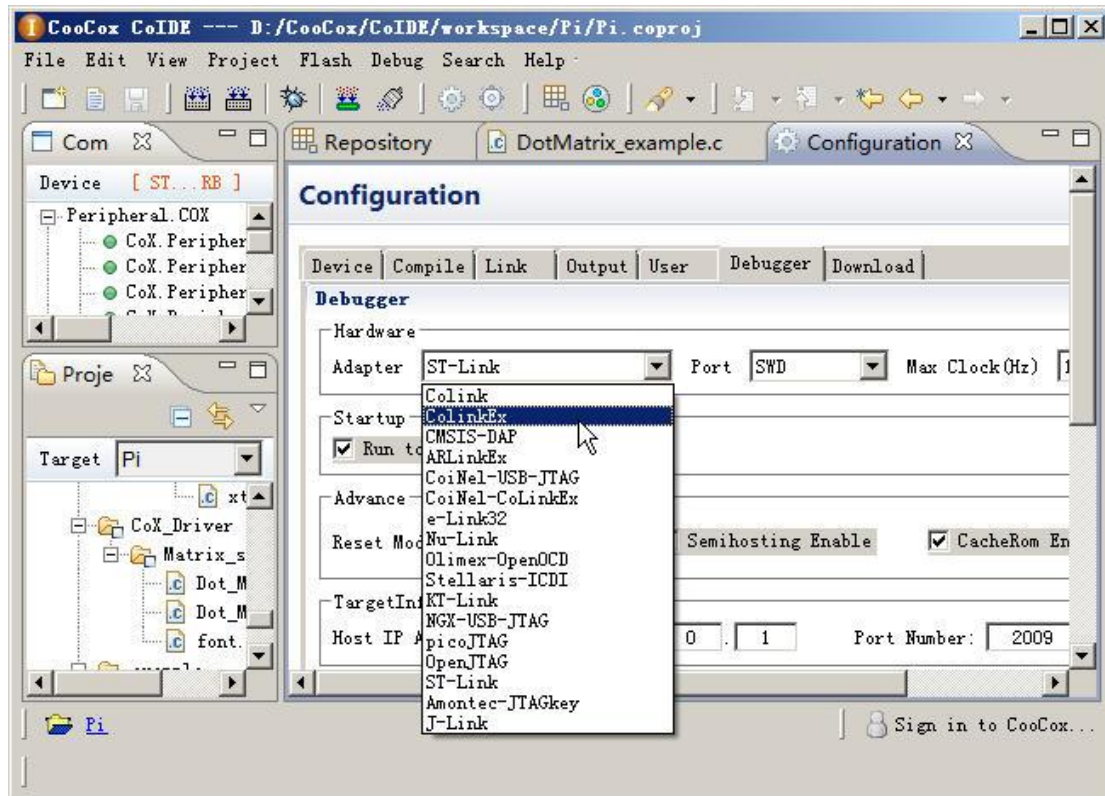 CooCox CoIDE --- D:/CooCox/CoIDE/workspace/Pi/Pi.coproj
File Edit View Project Flash Debug Search Help
Com
Repository
DotMatrix_example.c
Configuration
Device [ ST...RB ]
Peripheral.COX
CoX.Peripher
CoX.Peripher
CoX.Peripher
Configuration
Device Compile Link Output User Debugger Download
Debugger
Hardware
Adapter ST-Link Port SWD Max Clock(Hz) 1
Colink
ColinkEx
CMSIS-DAP
ARLinkEx
CoiNel-USB-JTAG
CoiNel-CoLinkEx
e-Link32
Nu-Link
Olimex-OpenOCD
Stellaris-ICDI
KT-Link
NGX-USB-JTAG
picoJTAG
OpenJTAG
ST-Link
Amontec-JTAGkey
J-Link
Startup
Run to
Advance
Reset Mod Semihosting Enable CacheRom En
TargetInf
Host IP A 0 . 1 Port Number: 2009
Proje
Target Pi
xt
CoX_Driver
Matrix_s
Dot_M
Dot_M
font.
Pi
Sign in to CooCox...